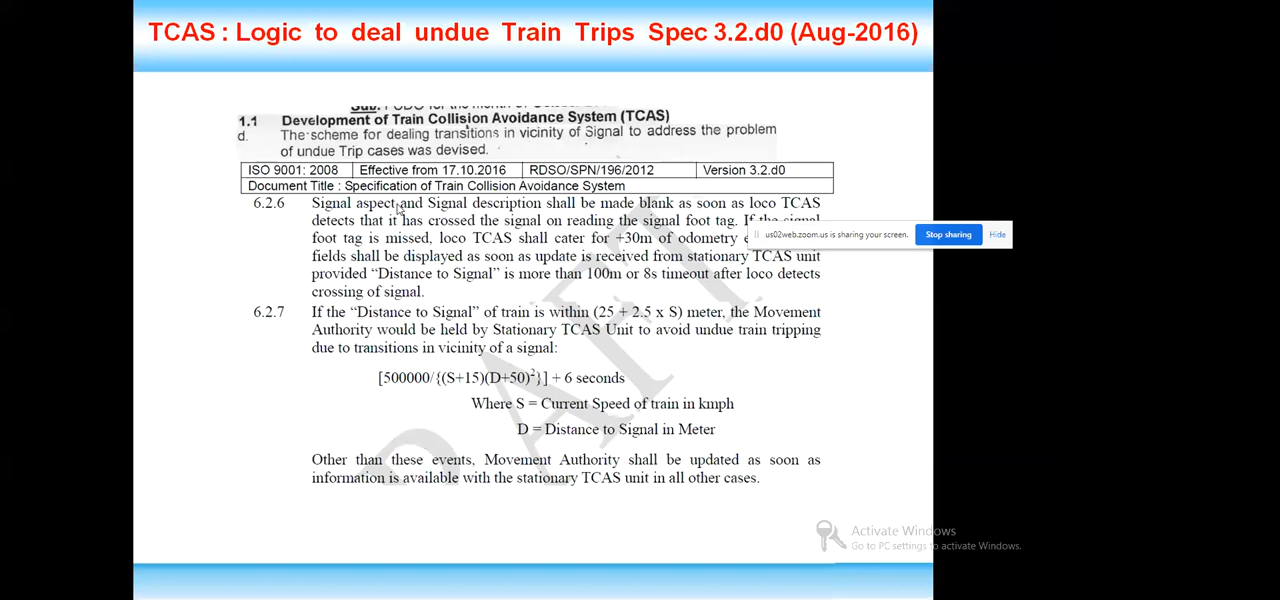 TCAS : Logic to deal undue Train Trips Spec 3.2.d0 (Aug-2016)
1.1 Development of Train Collision Avoidance System (TCAS)
d. The scheme for dealing transitions in vicinity of Signal to address the problem
of undue Trip cases was devised.
ISO 9001: 2008 Effective from 17.10.2016 RDSO/SPN/196/2012 Version 3.2.d0
Document Title : Specification of Train Collision Avoidance System
6.2.6 Signal aspect and Signal description shall be made blank as soon as loco TCAS
detects that it has crossed the signal on reading the signal foot tag. If the signal
foot tag is missed, loco TCAS shall cater for +30m of odometry
us02web.zoom.us is sharing your screen. Stop sharing Hide
fields shall be displayed as soon as update is received from stationary TCAS unit
provided "Distance to Signal" is more than 100m or 8s timeout after loco detects
crossing of signal.
6.2.7 If the "Distance to Signal" of train is within (25 + 2.5 x S) meter, the Movement
Authority would be held by Stationary TCAS Unit to avoid undue train tripping
due to transitions in vicinity of a signal:
[500000/{(S+15)(D+50)²}] + 6 seconds
Where S = Current Speed of train in kmph
D = Distance to Signal in Meter
Other than these events, Movement Authority shall be updated as soon as
information is available with the stationary TCAS unit in all other cases.
DRAFT
Activate Windows
Go to PC settings to activate Windows.